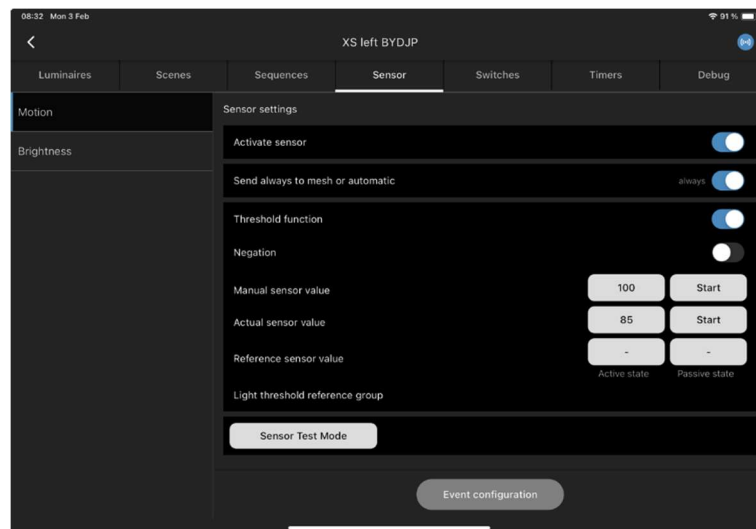 08:32 Mon 3 Feb 91 %
XS left BYDJP
Luminaires Scenes Sequences Sensor Switches Timers Debug
Motion
Brightness
Sensor settings
Activate sensor
Send always to mesh or automatic always
Threshold function
Negation
Manual sensor value 100 Start
Actual sensor value 85 Start
Reference sensor value - -
Active state Passive state
Light threshold reference group
Sensor Test Mode
Event configuration